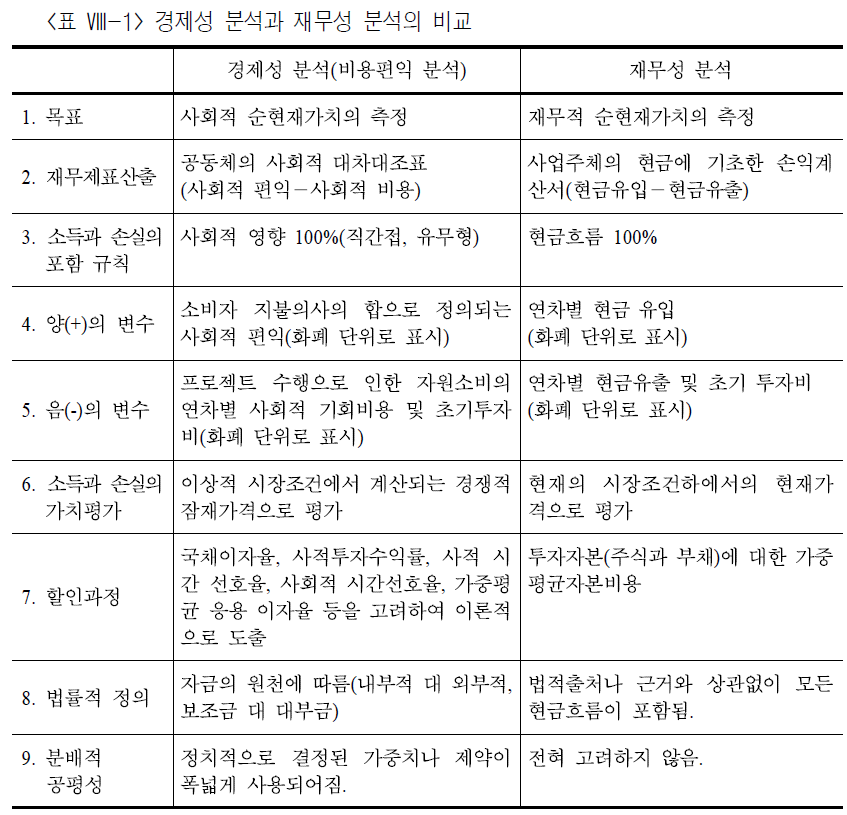 <표 Ⅷ-1> 경제성 분석과 재무성 분석의 비교
경제성 분석(비용편익 분석)
재무성 분석
1. 목표
사회적 순현재가치의 측정
재무적 순현재가치의 측정
2. 재무제표산출
공동체의 사회적 대차대조표
(사회적 편익-사회적 비용)
사업주체의 현금에 기초한 손익계
산서(현금유입-현금유출)
3. 소득과 손실의
포함 규칙
사회적 영향 100%(직간접, 유무형)
현금흐름 100%
4. 양(+)의 변수
소비자 지불의사의 합으로 정의되는
사회적 편익(화폐 단위로 표시)
연차별 현금 유입
(화폐 단위로 표시)
5. 음(-)의 변수
프로젝트 수행으로 인한 자원소비의
연차별 사회적 기회비용 및 초기투자
비(화폐 단위로 표시)
연차별 현금유출 및 초기 투자비
(화폐 단위로 표시)
6. 소득과 손실의
가치평가
이상적 시장조건에서 계산되는 경쟁적
잠재가격으로 평가
현재의 시장조건하에서의 현재가
격으로 평가
7. 할인과정
국채이자율, 사적투자수익률, 사적 시
간 선호율, 사회적 시간선호율, 가중평
균 응용 이자율 등을 고려하여 이론적
으로 도출
투자자본(주식과 부채)에 대한 가중
평균자본비용
8. 법률적 정의
자금의 원천에 따름(내부적 대 외부적,
보조금 대 대부금)
법적출처나 근거와 상관없이 모든
현금흐름이 포함됨.
9. 분배적
공평성
정치적으로 결정된 가중치나 제약이
폭넓게 사용되어짐.
전혀 고려하지 않음.